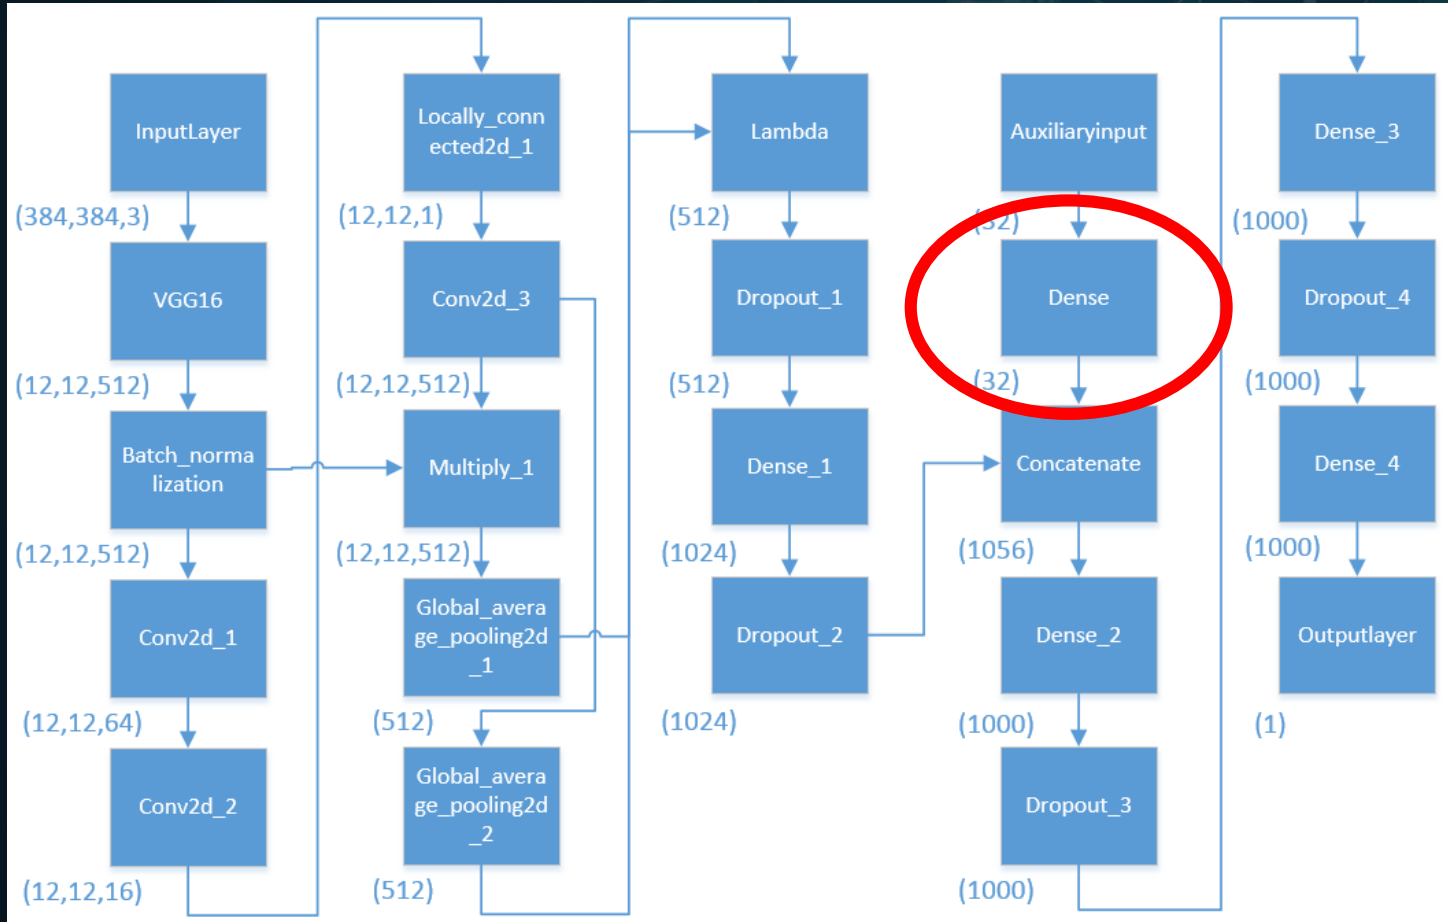 InputLayer
(384,384,3)
VGG16
(12,12,512)
Batch_norma
lization
(12,12,512)
Conv2d_1
(12,12,64)
Conv2d_2
(12,12,16)
Locally_conn
ected2d_1
(12,12,1)
Conv2d_3
(12,12,512)
Multiply_1
(12,12,512)
Global_avera
ge_pooling2d
_1
(512)
Global_avera
ge_pooling2d
_2
(512)
Lambda
(512)
Dropout_1
(512)
Dense_1
(1024)
Dropout_2
(1024)
Auxiliaryinput
(32)
Dense
(32)
Concatenate
(1056)
Dense_2
(1000)
Dropout_3
(1000)
Dense_3
(1000)
Dropout_4
(1000)
Dense_4
(1000)
Outputlayer
(1)